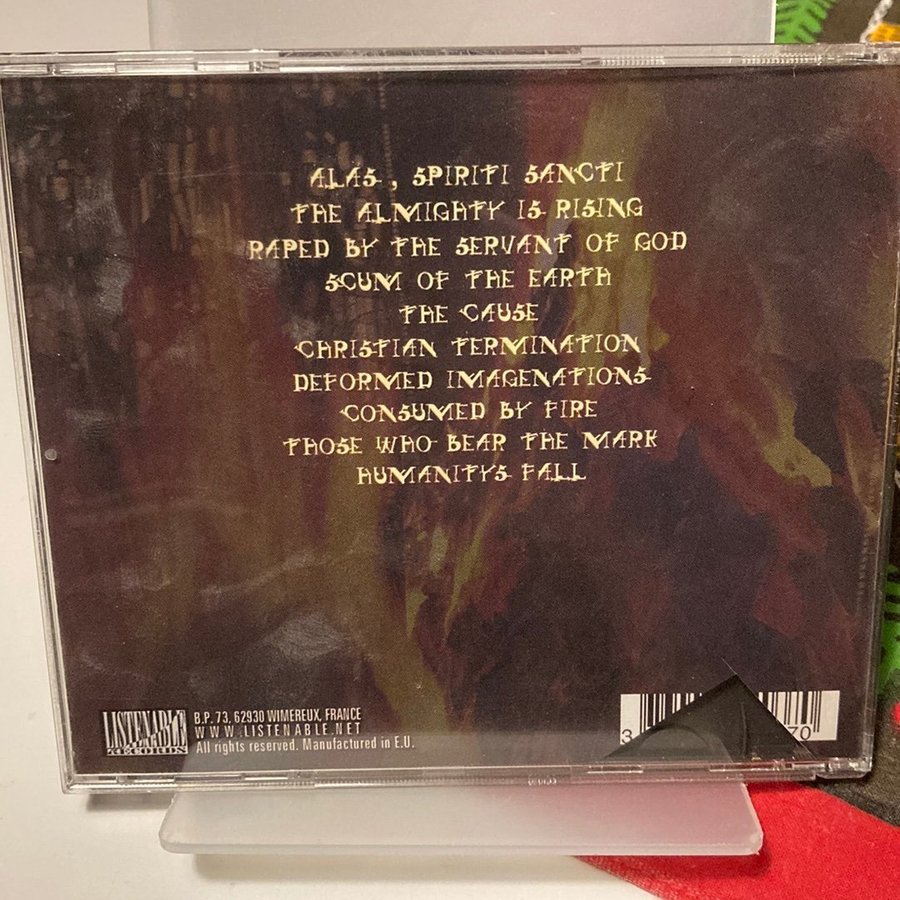 ALAS, SPIRITI SANCTI
THE ALMIGHTY IS RISING
RAPED BY THE SERVANT OF GOD
SCUM OF THE EARTH
THE CAUSE
CHRISTIAN TERMINATION
DEFORMED IMAGENATIONS
CONSUMED BY FIRE
THOSE WHO BEAR THE MARK
HUMANITYS FALL
LISTENABLE
RECORDS
B.P. 73, 62930 WIMEREUX, FRANCE
WWW.LISTENABLE.NET
All rights reserved. Manufactured in E.U.
3 70